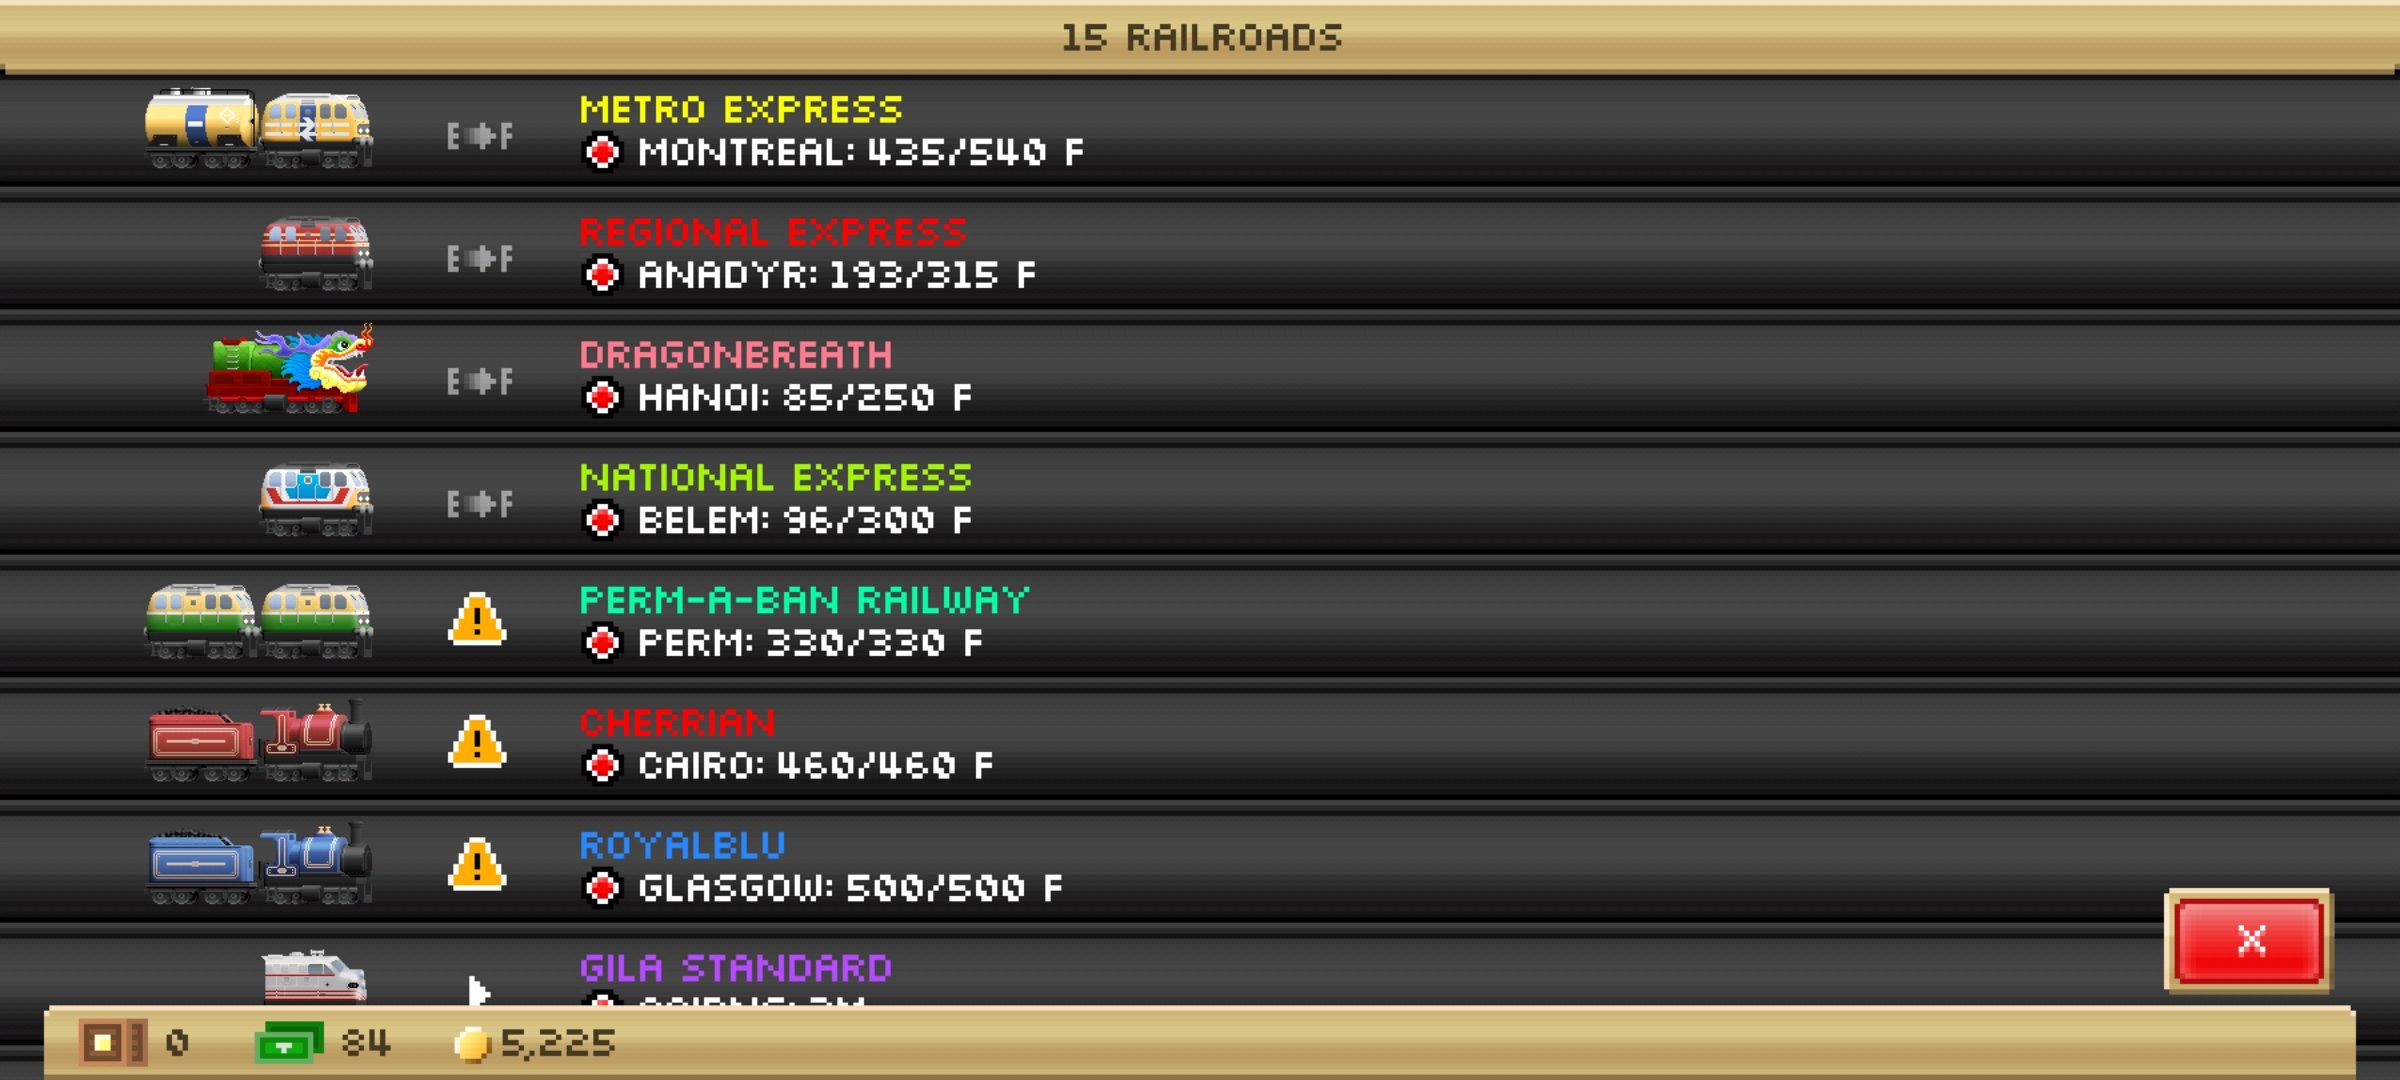 15 RAILROADS
E F
METRO EXPRESS
MONTREAL: 435/540 F
E F
REGIONAL EXPRESS
ANADYR: 193/315 F
E F
DRAGONBREATH
HANOI: 85/250 F
E F
NATIONAL EXPRESS
BELEM: 96/300 F
PERM-A-BAN RAILWAY
PERM: 330/330 F
CHERRIAN
CAIRO: 460/460 F
ROYALBLU
GLASGOW: 500/500 F
GILA STANDARD
X
0
84
5,225